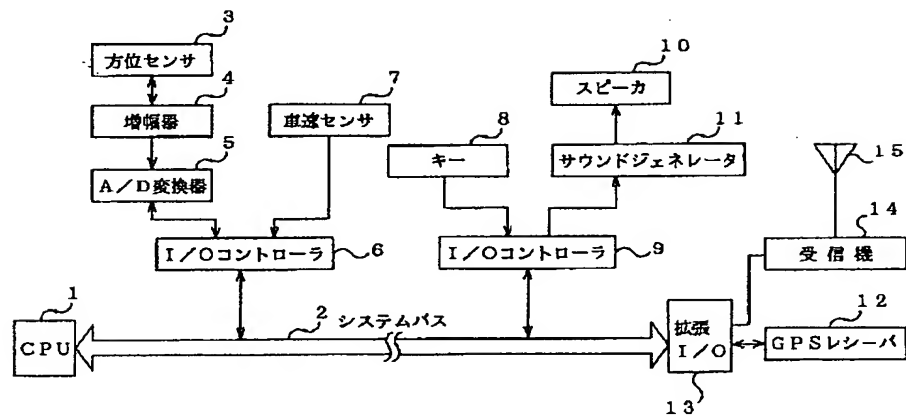 3
方位センサ
4
増幅器
5
A/D変換器
7
車速センサ
I/Oコントローラ
6
8
キー
10
スピーカ
11
サウンドジェネレータ
I/Oコントローラ
9
15
14
受信機
1
CPU
2
システムバス
拡張
I/O
13
12
GPSレシーバ